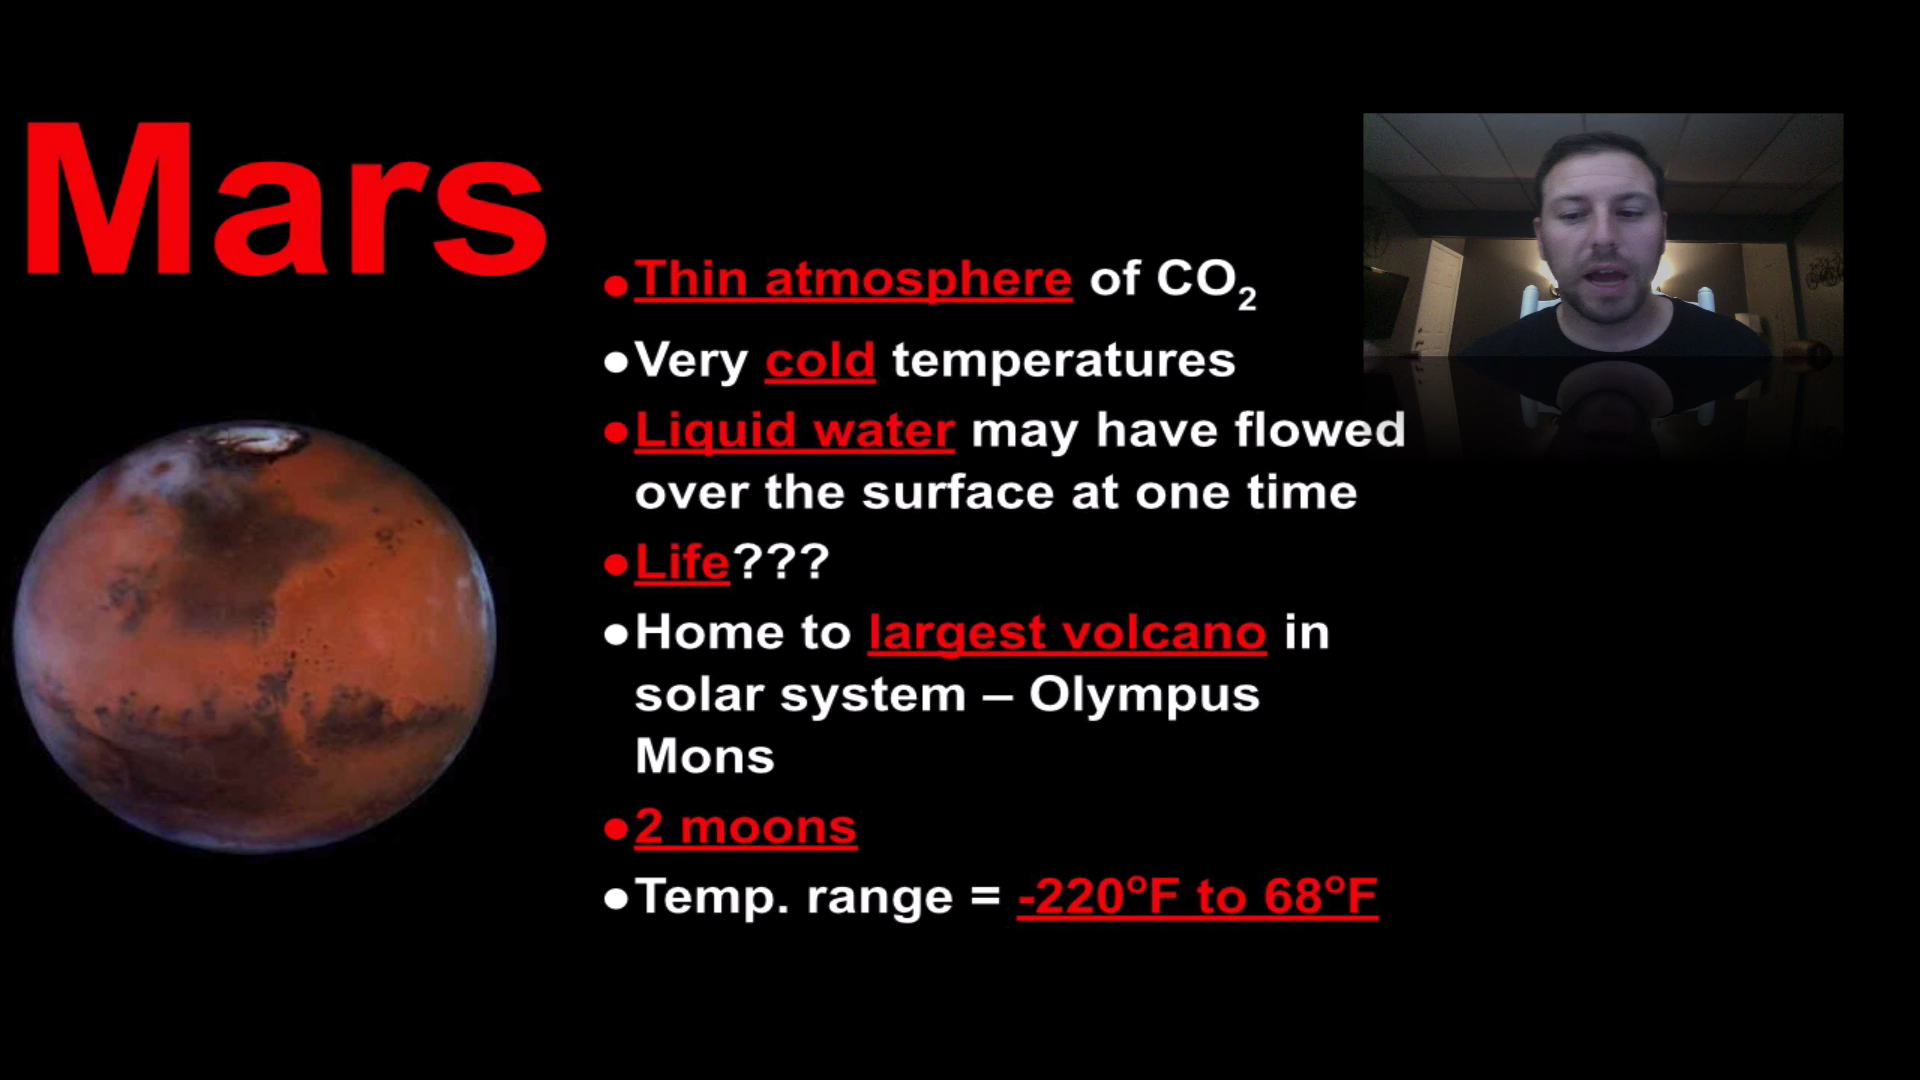 Mars
•Thin atmosphere of CO₂
•Very cold temperatures
•Liquid water may have flowed
over the surface at one time
•Life???
•Home to largest volcano in
solar system – Olympus
Mons
•2 moons
•Temp. range = -220°F to 68°F